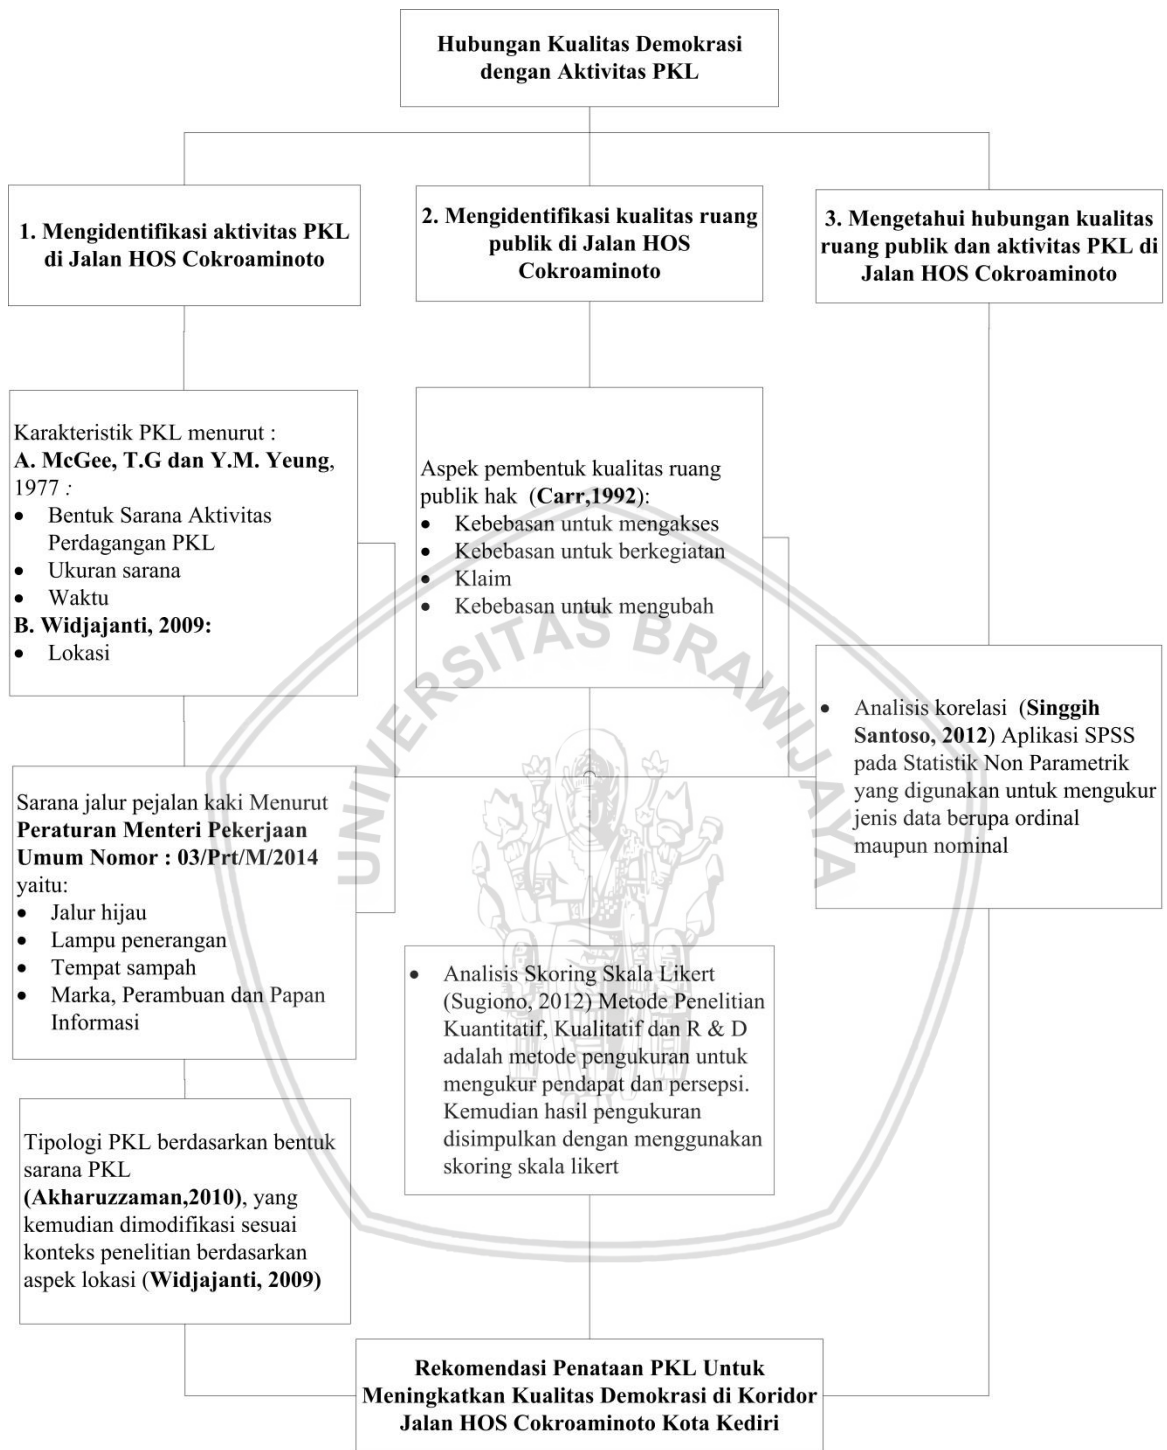 Hubungan Kualitas Demokrasi
dengan Aktivitas PKL
1. Mengidentifikasi aktivitas PKL
di Jalan HOS Cokroaminoto
2. Mengidentifikasi kualitas ruang
publik di Jalan HOS
Cokroaminoto
3. Mengetahui hubungan kualitas
ruang publik dan aktivitas PKL di
Jalan HOS Cokroaminoto
Karakteristik PKL menurut :
A. McGee, T.G dan Y.M. Yeung,
1977 :
• Bentuk Sarana Aktivitas
Perdagangan PKL
• Ukuran sarana
• Waktu
B. Widjajanti, 2009:
• Lokasi
Aspek pembentuk kualitas ruang
publik hak (Carr,1992):
• Kebebasan untuk mengakses
• Kebebasan untuk berkegiatan
• Klaim
• Kebebasan untuk mengubah
• Analisis korelasi (Singgih
Santoso, 2012) Aplikasi SPSS
pada Statistik Non Parametrik
yang digunakan untuk mengukur
jenis data berupa ordinal
maupun nominal
Sarana jalur pejalan kaki Menurut
Peraturan Menteri Pekerjaan
Umum Nomor : 03/Prt/M/2014
yaitu:
• Jalur hijau
• Lampu penerangan
• Tempat sampah
• Marka, Perambuan dan Papan
Informasi
• Analisis Skoring Skala Likert
(Sugiono, 2012) Metode Penelitian
Kuantitatif, Kualitatif dan R & D
adalah metode pengukuran untuk
mengukur pendapat dan persepsi.
Kemudian hasil pengukuran
disimpulkan dengan menggunakan
skoring skala likert
Tipologi PKL berdasarkan bentuk
sarana PKL
(Akharuzzaman,2010), yang
kemudian dimodifikasi sesuai
konteks penelitian berdasarkan
aspek lokasi (Widjajanti, 2009)
Rekomendasi Penataan PKL Untuk
Meningkatkan Kualitas Demokrasi di Koridor
Jalan HOS Cokroaminoto Kota Kediri
UNIVERSITAS BRAWIJAYA